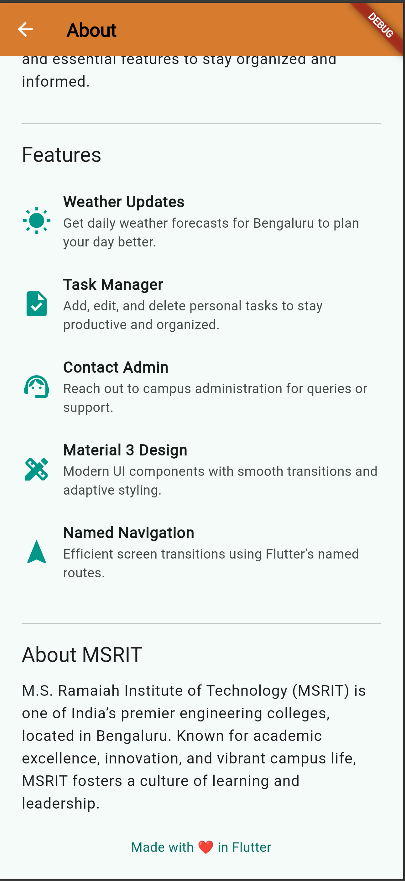 About
DEBUG
and essential features to stay organized and
informed.
Features
Weather Updates
Get daily weather forecasts for Bengaluru to plan
your day better.
Task Manager
Add, edit, and delete personal tasks to stay
productive and organized.
Contact Admin
Reach out to campus administration for queries or
support.
Material 3 Design
Modern UI components with smooth transitions and
adaptive styling.
Named Navigation
Efficient screen transitions using Flutter's named
routes.
About MSRIT
M.S. Ramaiah Institute of Technology (MSRIT) is
one of India's premier engineering colleges,
located in Bengaluru. Known for academic
excellence, innovation, and vibrant campus life,
MSRIT fosters a culture of learning and
leadership.
Made with ❤️ in Flutter